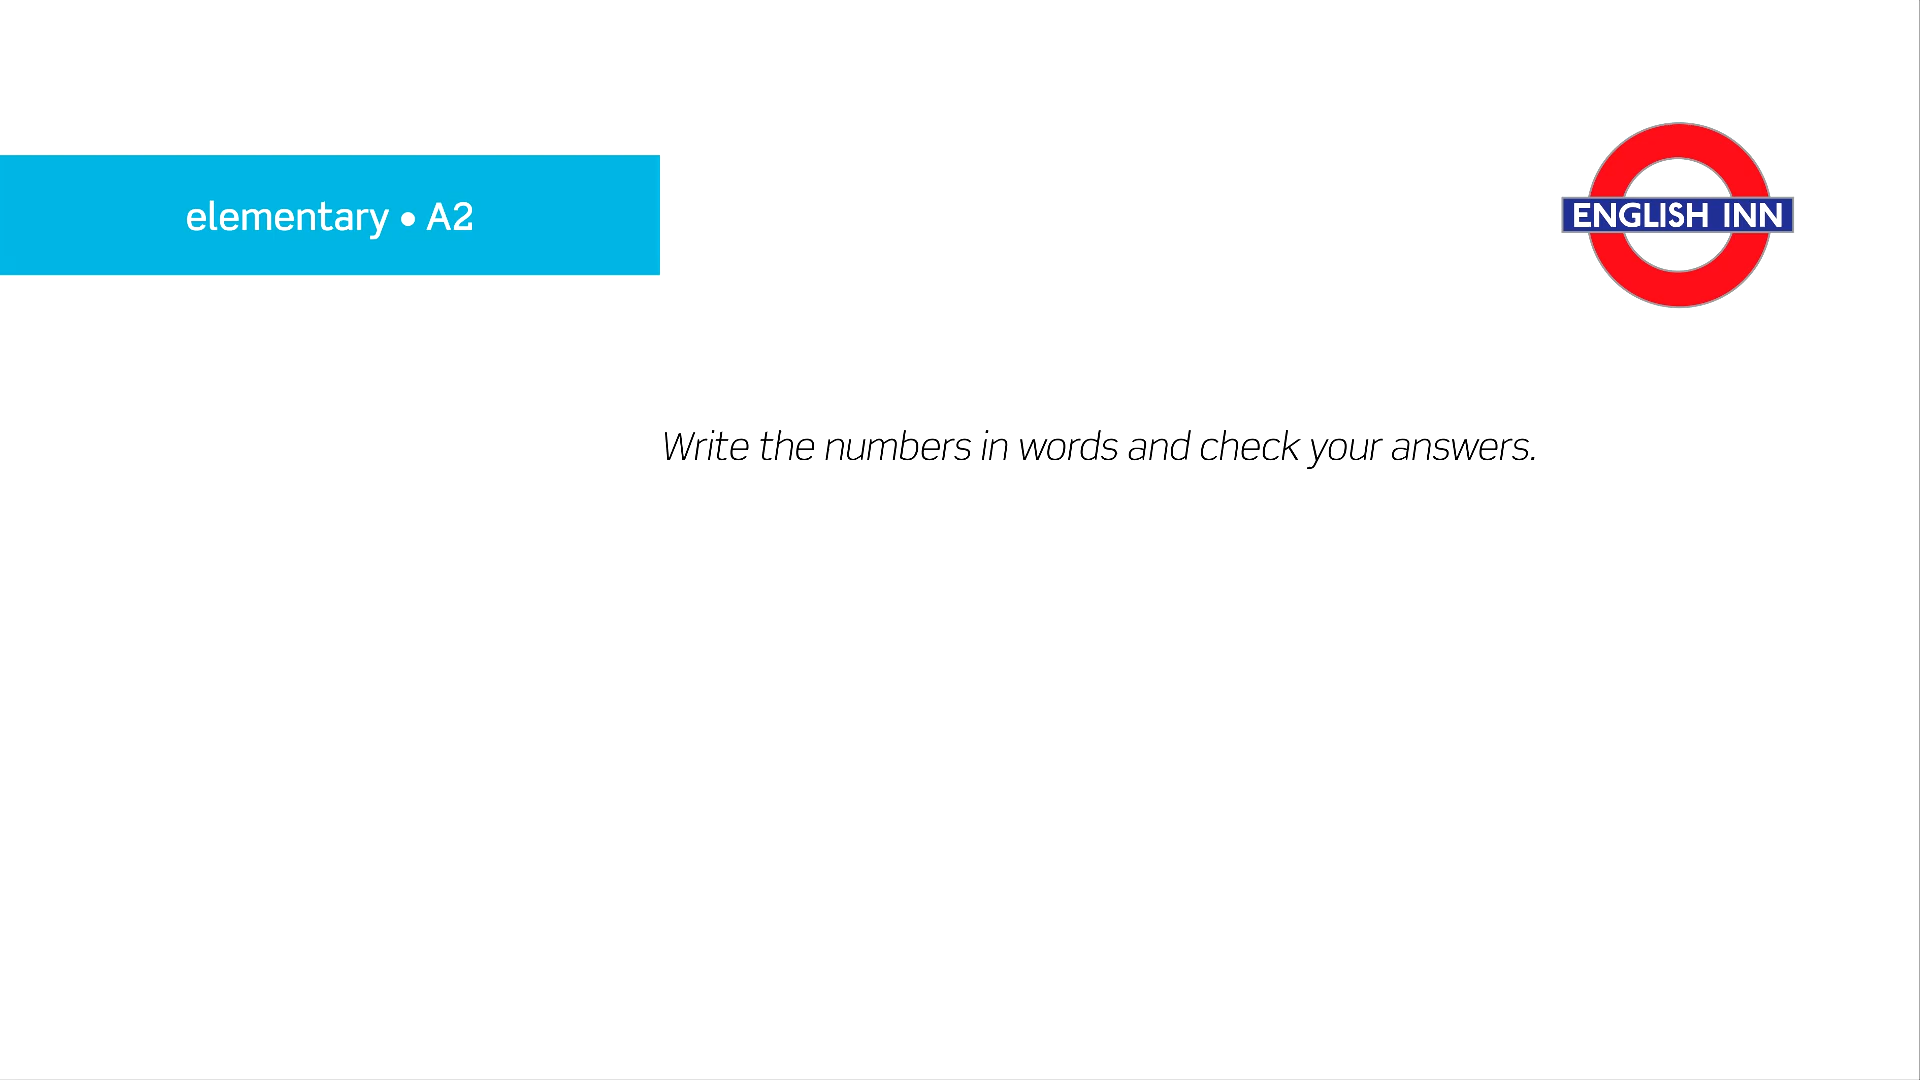 elementary • A2
ENGLISH INN
Write the numbers in words and check your answers.